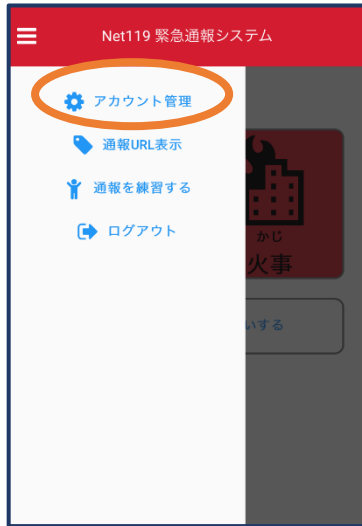 Net119 緊急通報システム
アカウント管理
通報URL表示
通報を練習する
ログアウト
かじ
火事
いする